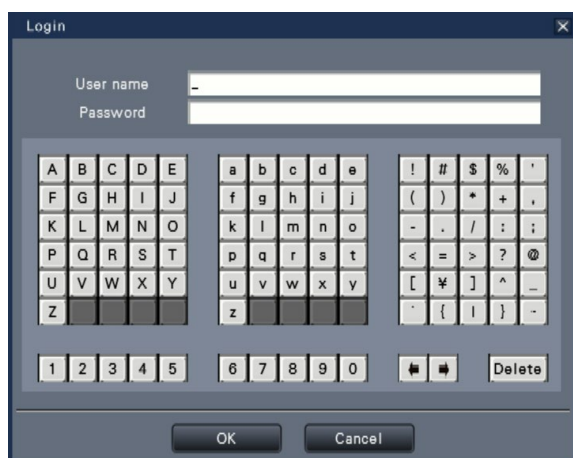 Login
User name _
Password
A B C D E a b c d e ! # $ % '
F G H I J f g h i j ( ) * + ,
K L M N O k l m n o - . / : ;
P Q R S T p q r s t < = > ? @
U V W X Y u v w x y [ ¥ ] ^ _
Z z ` { | } ~
1 2 3 4 5 6 7 8 9 0 ← → Delete
OK Cancel